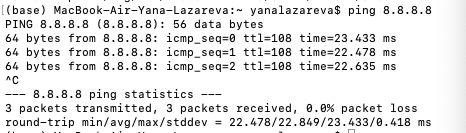 (base) MacBook-Air-Yana-Lazareva:~ yanalazareva$ ping 8.8.8.8
PING 8.8.8.8 (8.8.8.8): 56 data bytes
64 bytes from 8.8.8.8: icmp_seq=0 ttl=108 time=23.433 ms
64 bytes from 8.8.8.8: icmp_seq=1 ttl=108 time=22.478 ms
64 bytes from 8.8.8.8: icmp_seq=2 ttl=108 time=22.635 ms
^C
--- 8.8.8.8 ping statistics ---
3 packets transmitted, 3 packets received, 0.0% packet loss
round-trip min/avg/max/stddev = 22.478/22.849/23.433/0.418 ms